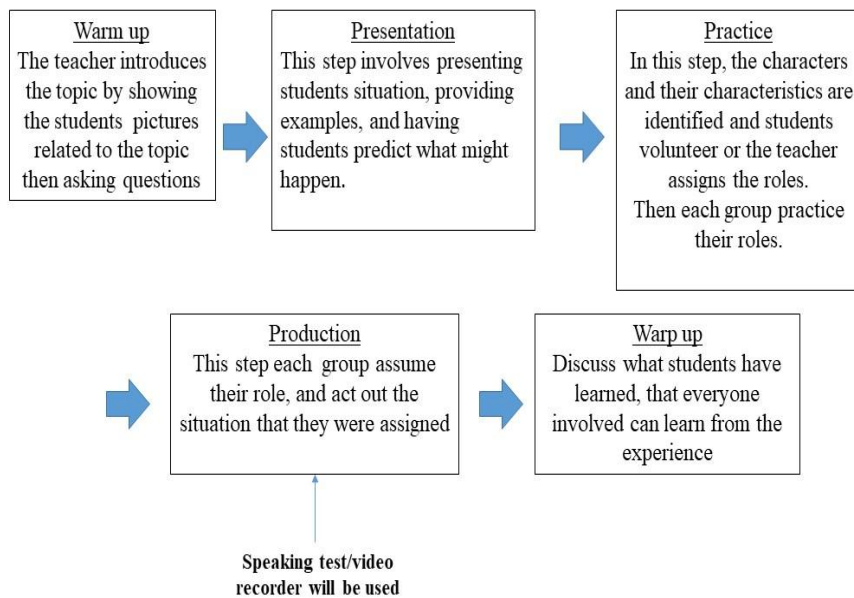 Warm up
The teacher introduces
the topic by showing
the students pictures
related to the topic
then asking questions
Presentation
This step involves presenting
students situation, providing
examples, and having
students predict what might
happen.
Practice
In this step, the characters
and their characteristics are
identified and students
volunteer or the teacher
assigns the roles.
Then each group practice
their roles.
Production
This step each group assume
their role, and act out the
situation that they were assigned
Warp up
Discuss what students have
learned, that everyone
involved can learn from the
experience
Speaking test/video
recorder will be used